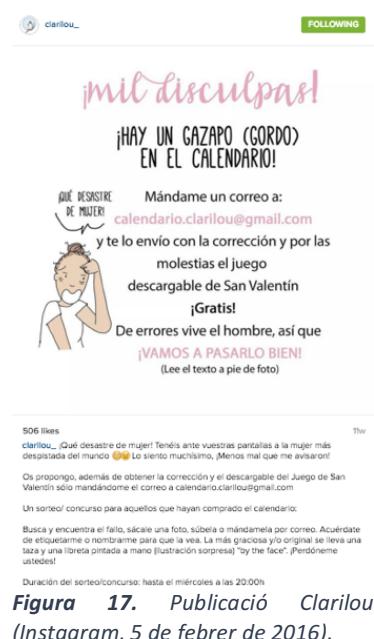 clarilou_
FOLLOWING
¡mil disculpas!
¡HAY UN GAZAPO (GORDO)
EN EL CALENDARIO!
¡QUÉ DESASTRE
DE MUJER!
Mándame un correo a:
calendario.clarilou@gmail.com
y te lo envío con la corrección y por las
molestias el juego
descargable de San Valentín
¡Gratis!
De errores vive el hombre, así que
¡VAMOS A PASARLO BIEN!
(Lee el texto a pie de foto)
506 likes
11w
clarilou_ ¡Qué desastre de mujer! Tenéis ante vuestras pantallas a la mujer más
despistada del mundo 😳😅 Lo siento muchísimo, ¡Menos mal que me avisaron!
Os propongo, además de obtener la corrección y el descargable del Juego de San
Valentín sólo mandándome el correo a calendario.clarilou@gmail.com
Un sorteo/ concurso para aquellos que hayan comprado el calendario:
Busca y encuentra el fallo, sácale una foto, súbela o mándamela por correo. Acuérdate
de etiquetarme o nombrarme para que la vea. La más graciosa y/o original se lleva una
taza y una libreta pintada a mano (ilustración sorpresa) "by the face". ¡Perdóneme
ustedes!
Duración del sorteo/concurso: hasta el miércoles a las 20:00h
Figura 17. Publicació Clarilou
(Instagram, 5 de febrer de 2016).